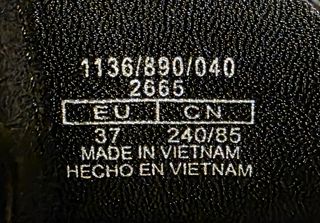 1136/890/040
2665
EU CN
37 240/85
MADE IN VIETNAM
HECHO EN VIETNAM